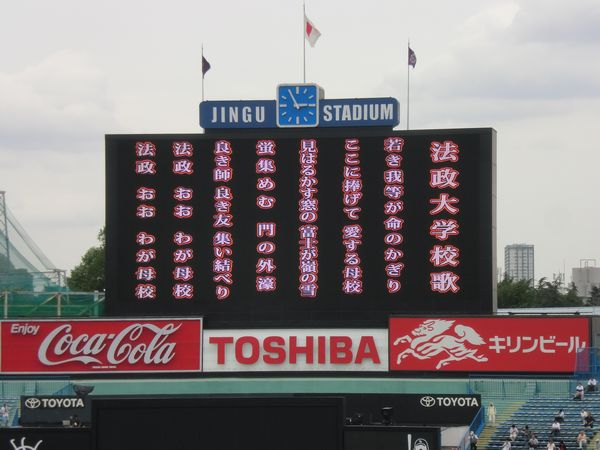 JINGU STADIUM
法政大学校歌
若き我等が命のかぎり
ここに捧げて 愛する母校
見はるかす窓の 富士が嶺の雪
蛍集めむ 門の外濠
良き師 良き友 集い結べり
法政 おお わが母校
法政 おお わが母校
Enjoy
Coca-Cola
TOSHIBA
キリンビール
TOYOTA
TOYOTA